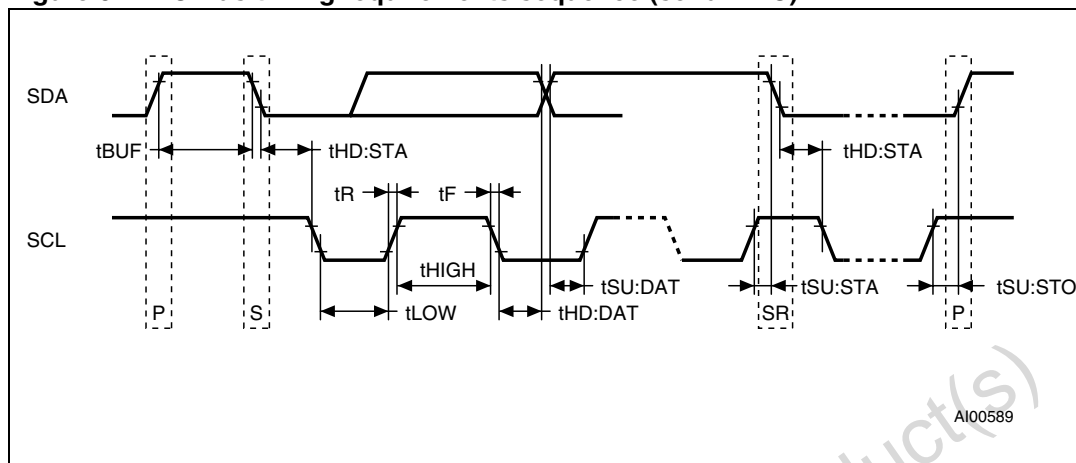 SDA
tBUF
tHD:STA
tHD:STA
tR
tF
SCL
tHIGH
tSU:DAT
tSU:STA
tSU:STO
P
S
tLOW
tHD:DAT
SR
P
AI00589